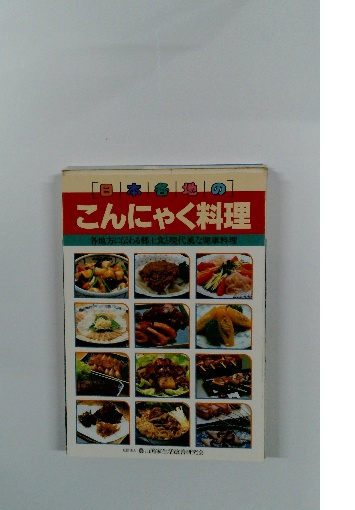 日本各地の
こんにゃく料理
各地方に伝わる郷土食と現代風な健康料理